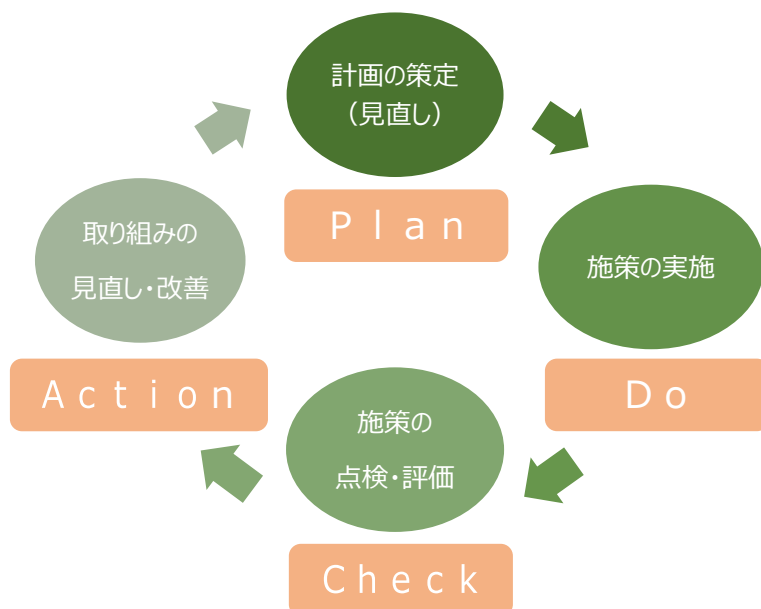 計画の策定
（見直し）
Ｐｌａｎ
施策の実施
Ｄｏ
施策の
点検・評価
Ｃｈｅｃｋ
取り組みの
見直し・改善
Ａｃｔｉｏｎ